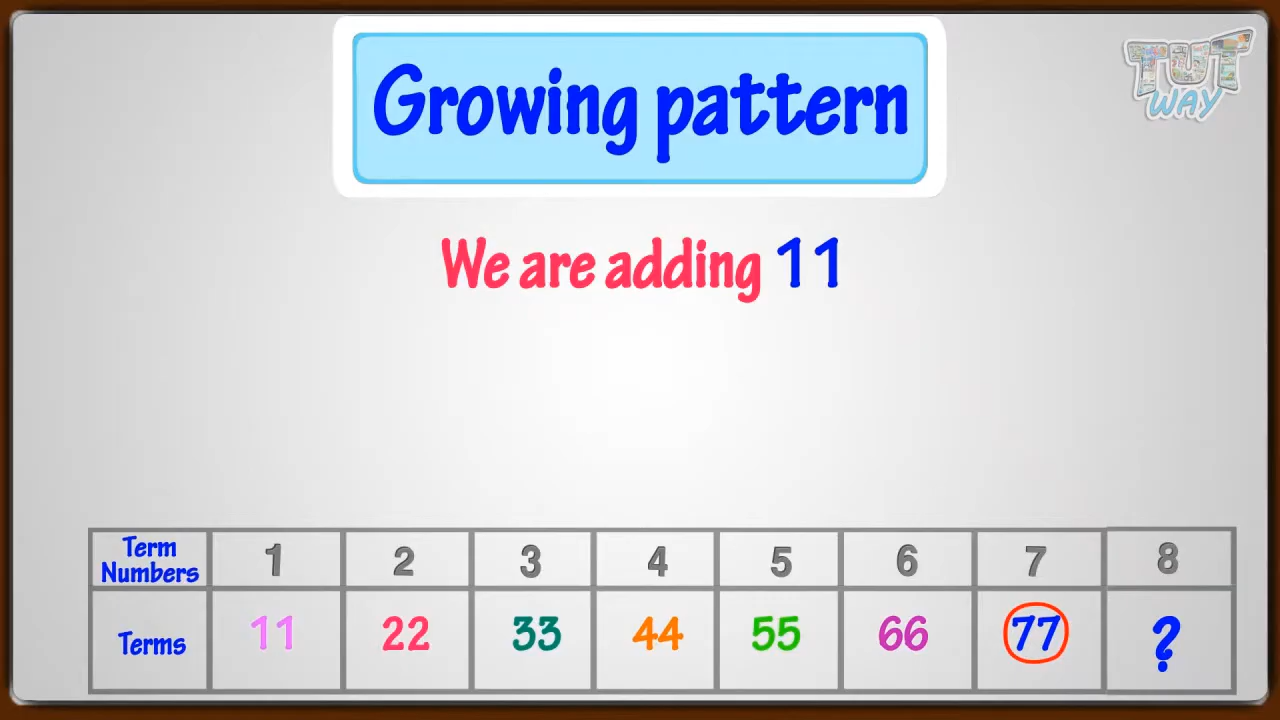 Growing pattern
TUT
WAY
We are adding 11
Term Numbers 1 2 3 4 5 6 7 8
Terms 11 22 33 44 55 66 77 ?